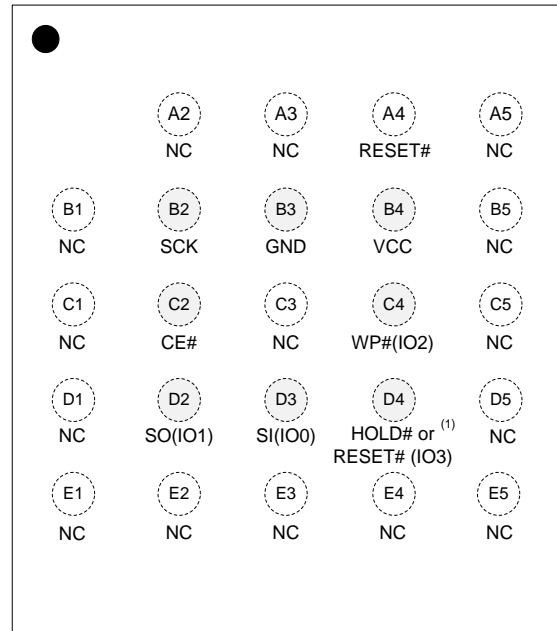 A2 A3 A4 A5
NC NC RESET# NC
B1 B2 B3 B4 B5
NC SCK GND VCC NC
C1 C2 C3 C4 C5
NC CE# NC WP#(IO2) NC
D1 D2 D3 D4 D5
NC SO(IO1) SI(IO0) HOLD# or (1) NC
RESET# (IO3)
E1 E2 E3 E4 E5
NC NC NC NC NC